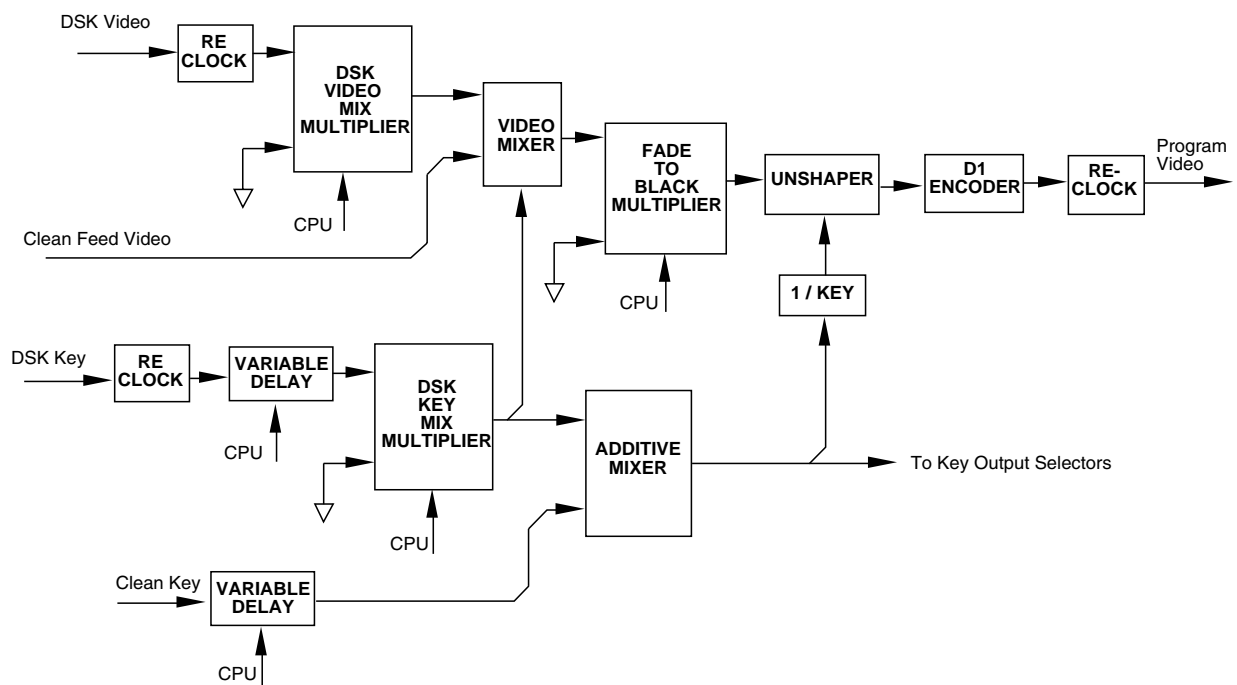 DSK Video
RE
CLOCK
DSK
VIDEO
MIX
MULTIPLIER
CPU
Clean Feed Video
VIDEO
MIXER
FADE
TO
BLACK
MULTIPLIER
CPU
UNSHAPER
D1
ENCODER
RE-
CLOCK
Program
Video
1 / KEY
DSK Key
RE
CLOCK
VARIABLE
DELAY
CPU
DSK
KEY
MIX
MULTIPLIER
CPU
ADDITIVE
MIXER
To Key Output Selectors
Clean Key
VARIABLE
DELAY
CPU